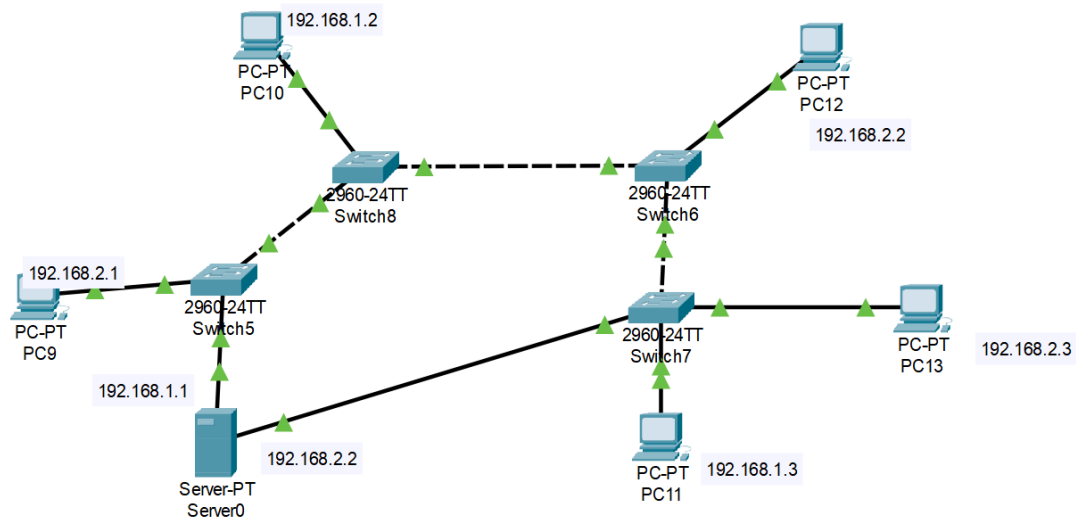 192.168.1.2
PC-PT
PC10
PC-PT
PC12
192.168.2.2
2960-24TT
Switch8
2960-24TT
Switch6
192.168.2.1
PC-PT
PC9
2960-24TT
Switch5
2960-24TT
Switch7
PC-PT
PC13
192.168.2.3
192.168.1.1
192.168.2.2
Server-PT
Server0
PC-PT
PC11
192.168.1.3